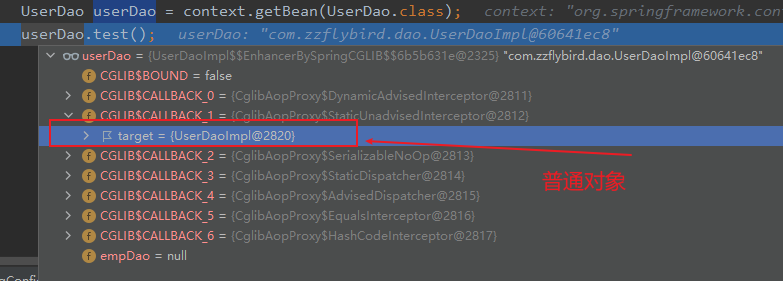 UserDao userDao = context.getBean(UserDao.class); context: "org.springframework.con
userDao.test(); userDao: "com.zzflybird.dao.UserDaoImpl@60641ec8"
userDao = {UserDaoImpl$$EnhancerBySpringCGLIB$$6b5b631e@2325} "com.zzflybird.dao.UserDaoImpl@60641ec8"
CGLIB$BOUND = false
CGLIB$CALLBACK_0 = {CglibAopProxy$DynamicAdvisedInterceptor@2811}
CGLIB$CALLBACK_1 = {CglibAopProxy$StaticUnadvisedInterceptor@2812}
target = {UserDaoImpl@2820}
CGLIB$CALLBACK_2 = {CglibAopProxy$SerializableNoOp@2813}
CGLIB$CALLBACK_3 = {CglibAopProxy$StaticDispatcher@2814}
普通对象
CGLIB$CALLBACK_4 = {CglibAopProxy$AdvisedDispatcher@2815}
CGLIB$CALLBACK_5 = {CglibAopProxy$EqualsInterceptor@2816}
CGLIB$CALLBACK_6 = {CglibAopProxy$HashCodeInterceptor@2817}
empDao = null